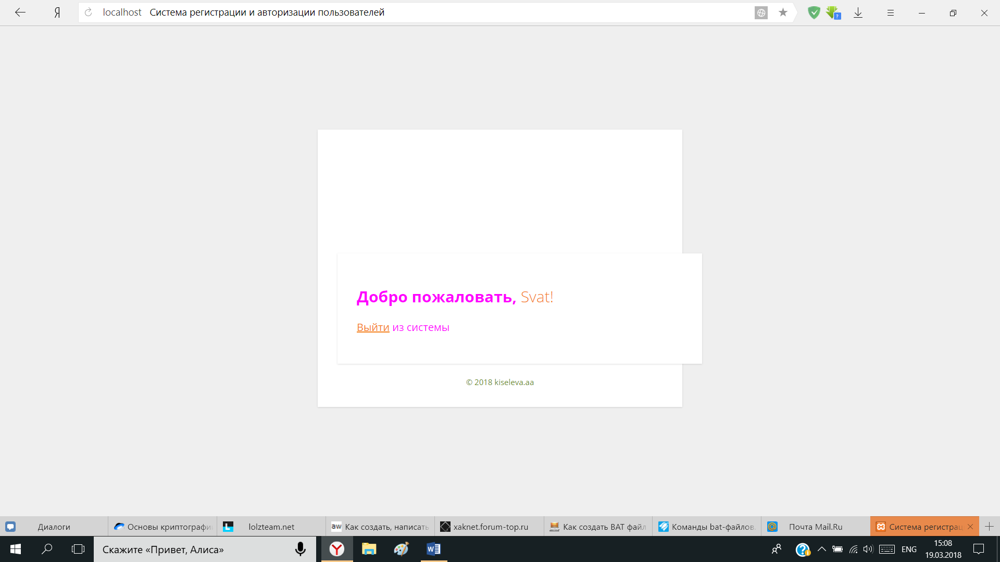 Я
localhost Система регистрации и авторизации пользователей
Добро пожаловать, Svat!
Выйти из системы
© 2018 kiseleva.aa
Диалоги
Основы криптографи
lolzteam.net
aw Как создать, написать
xaknet.forum-top.ru
Как создать BAT файл
Команды bat-файлов.
Почта Mail.Ru
Система регистрац
Скажите «Привет, Алиса»
ENG
15:08
19.03.2018